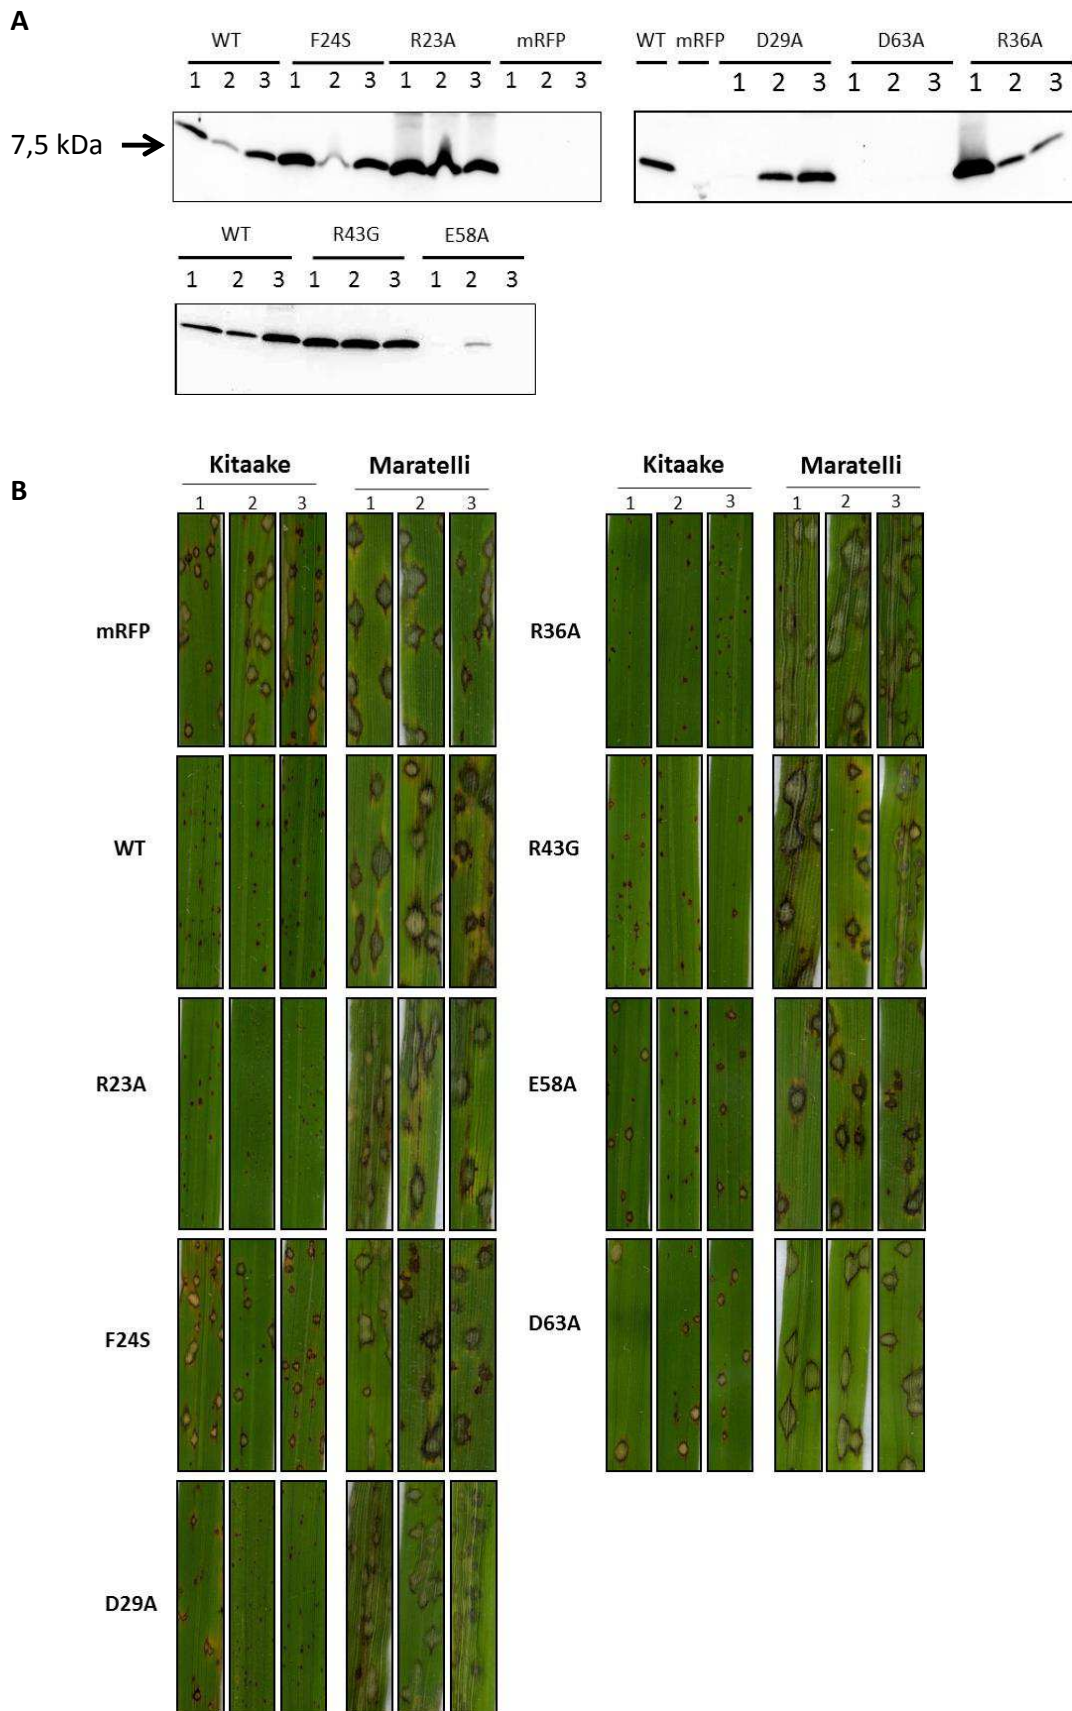 A
WT F24S R23A mRFP
1 2 3 1 2 3 1 2 3 1 2 3
WT mRFP D29A D63A R36A
1 2 3 1 2 3 1 2 3
7,5 kDa
WT R43G E58A
1 2 3 1 2 3 1 2 3
B
Kitaake Maratelli
1 2 3 1 2 3
mRFP
WT
R23A
F24S
D29A
Kitaake Maratelli
1 2 3 1 2 3
R36A
R43G
E58A
D63A